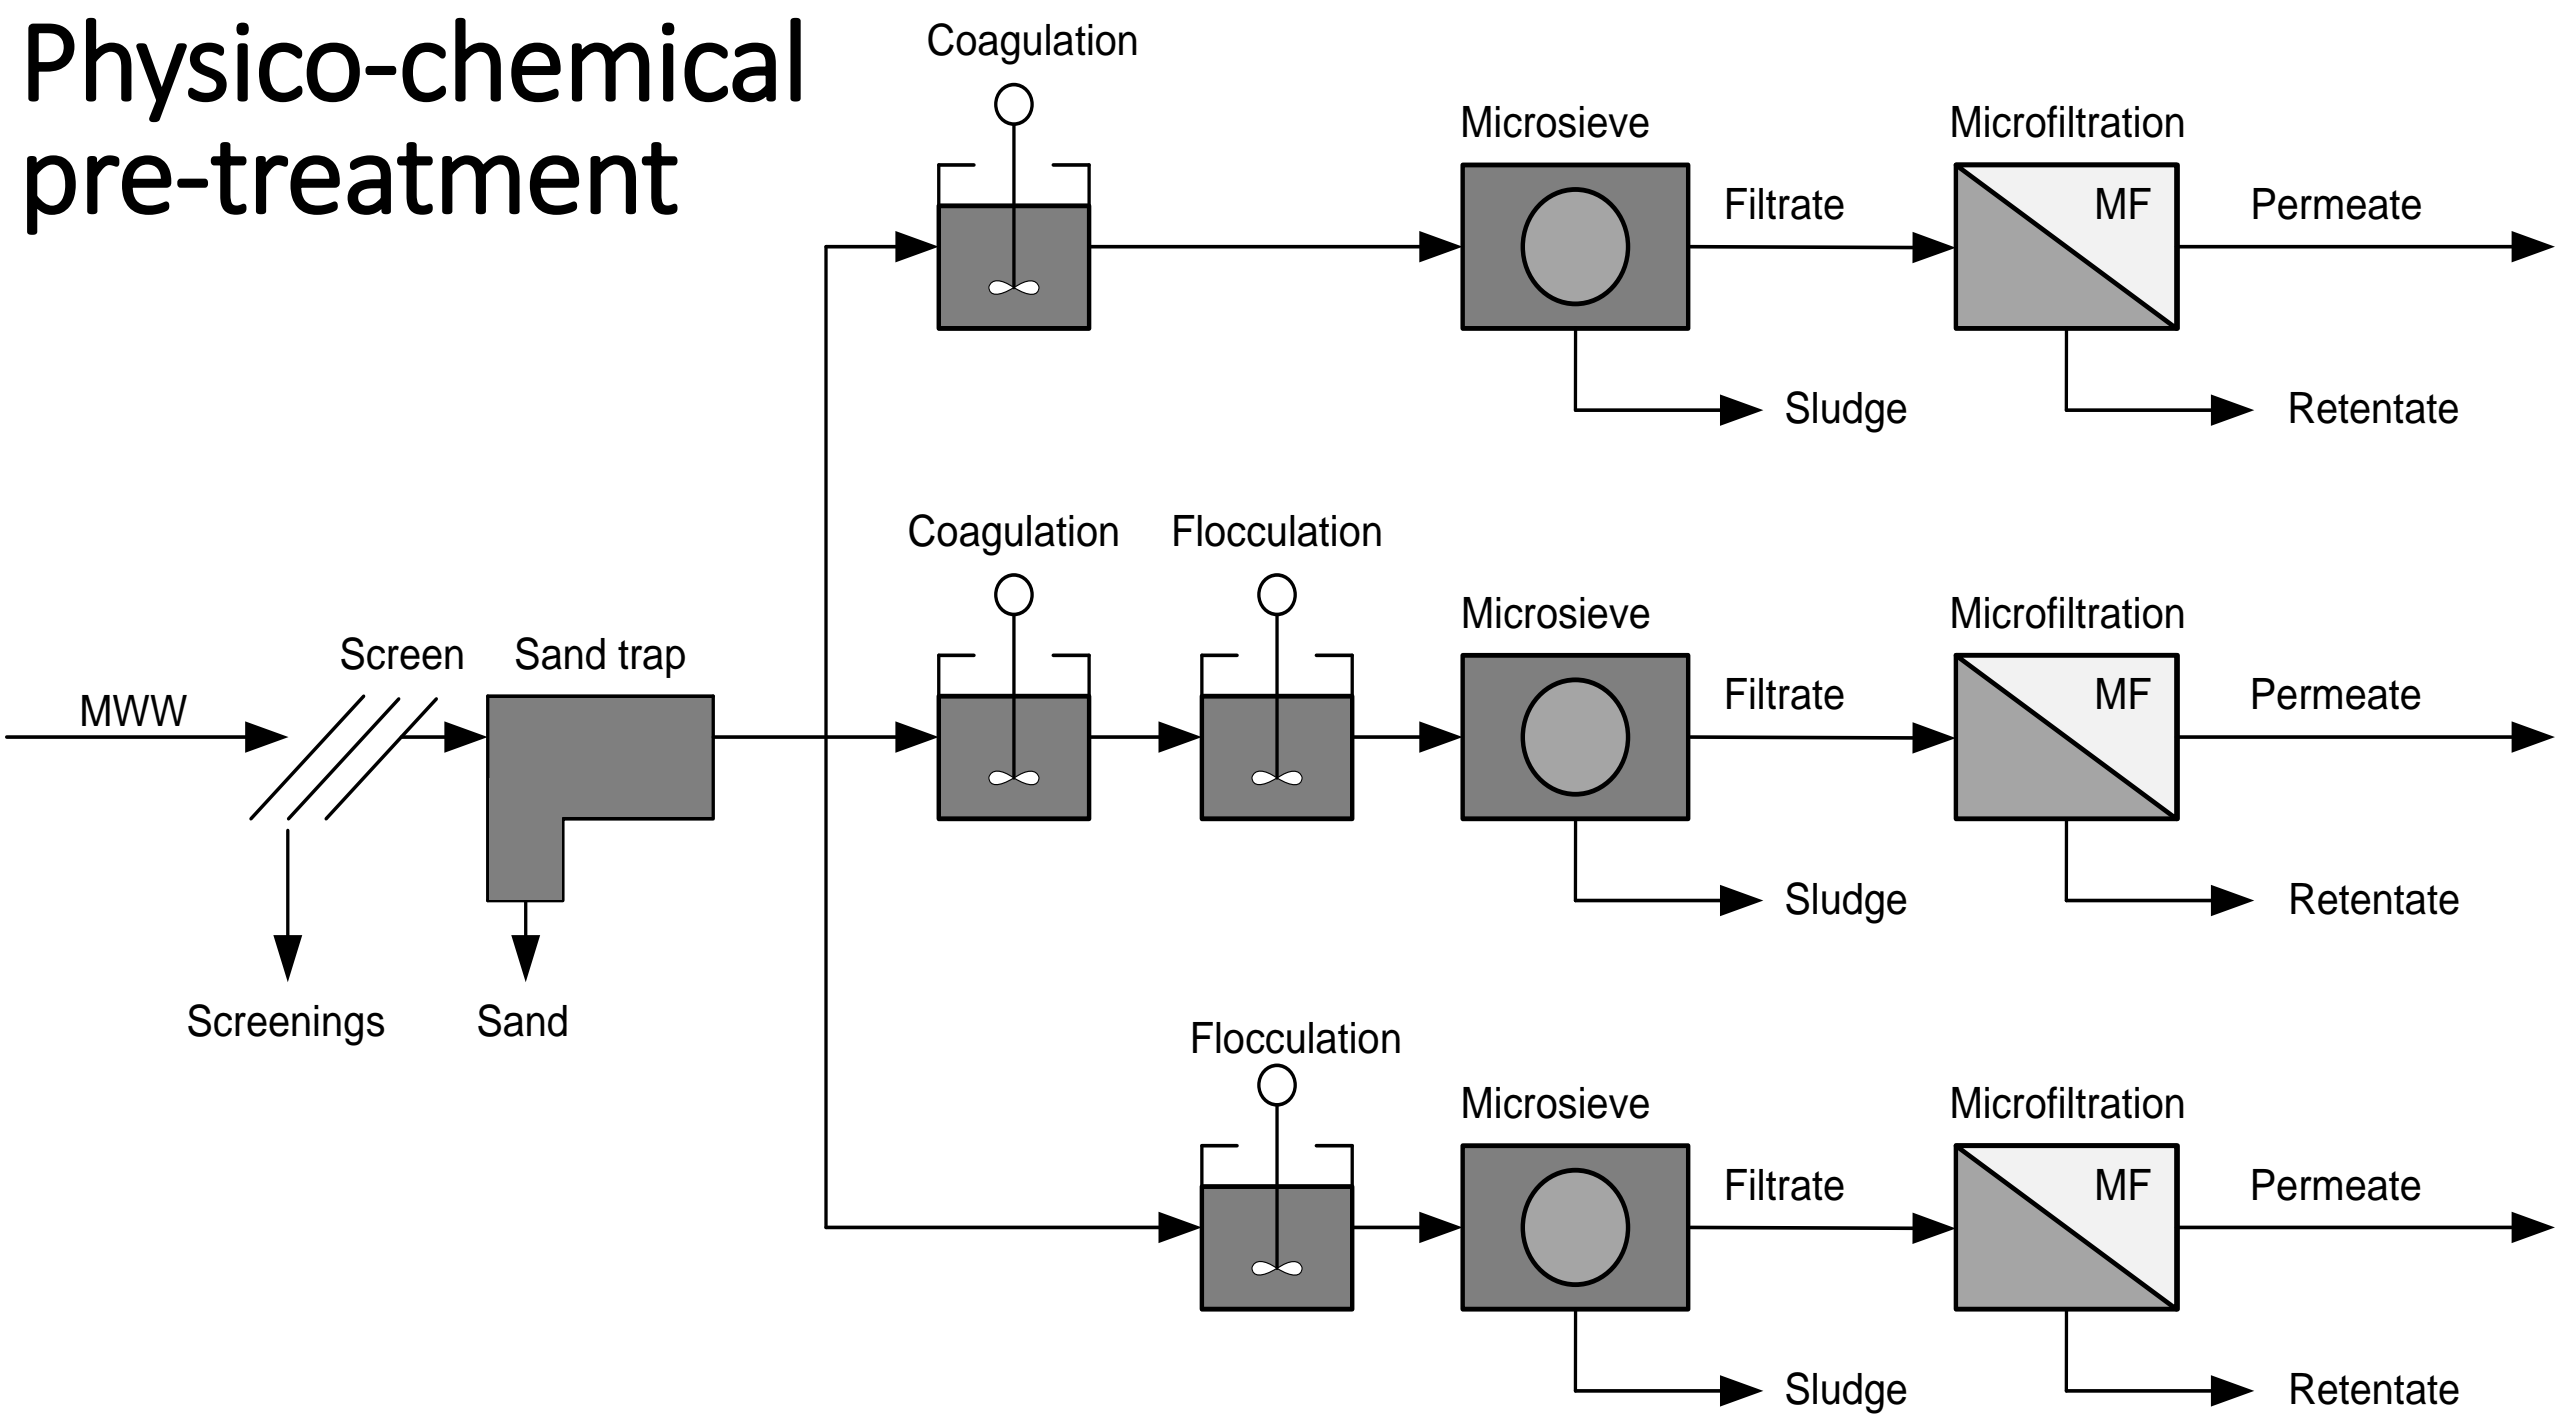 Physico-chemical
pre-treatment
Coagulation
Microsieve
Microfiltration
Filtrate
MF
Permeate
Sludge
Retentate
Coagulation
Flocculation
Microsieve
Microfiltration
Screen
Sand trap
MWW
Filtrate
MF
Permeate
Sludge
Retentate
Screenings
Sand
Flocculation
Microsieve
Microfiltration
Filtrate
MF
Permeate
Sludge
Retentate